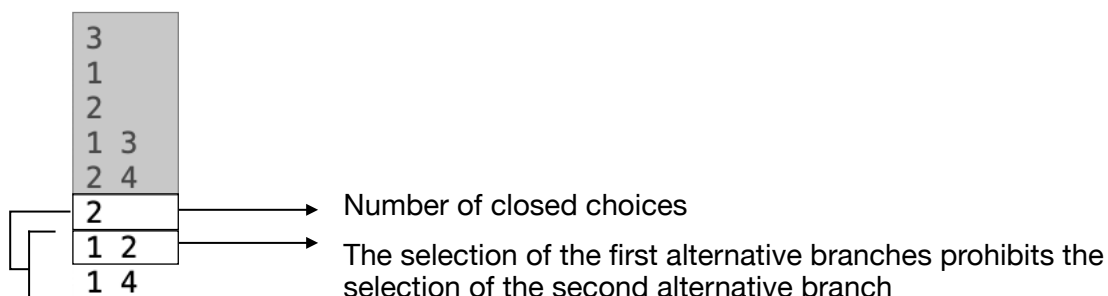 3
1
2
1 3
2 4
2
Number of closed choices
1 2
The selection of the first alternative branches prohibits the
selection of the second alternative branch
1 4